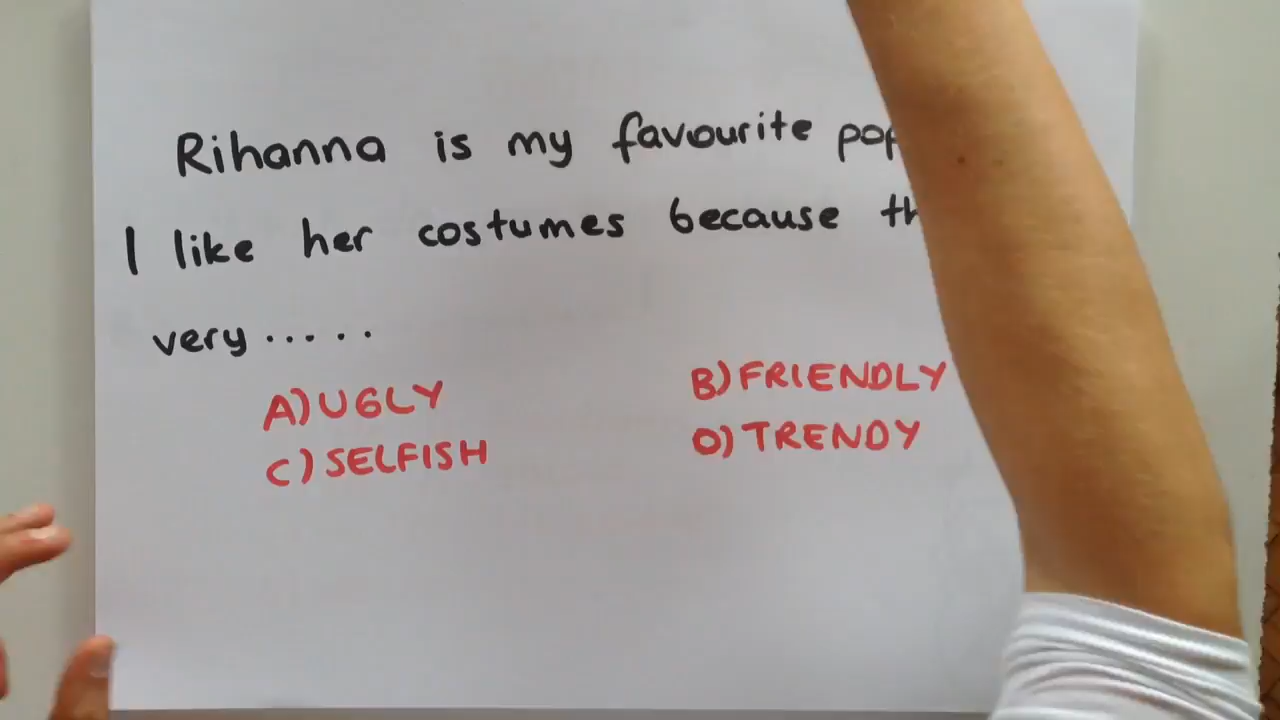 Rihanna is my favourite pop
I like her costumes because th
very .....
A) UGLY B) FRIENDLY
C) SELFISH D) TRENDY